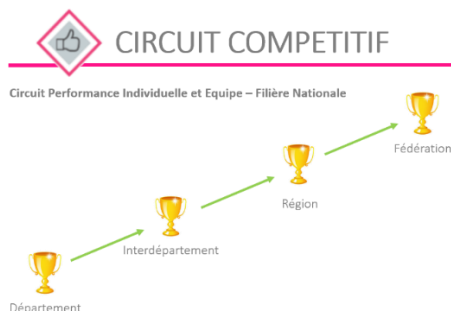 CIRCUIT COMPETITIF
Circuit Performance Individuelle et Equipe – Filière Nationale
Fédération
Région
Interdépartement
Département